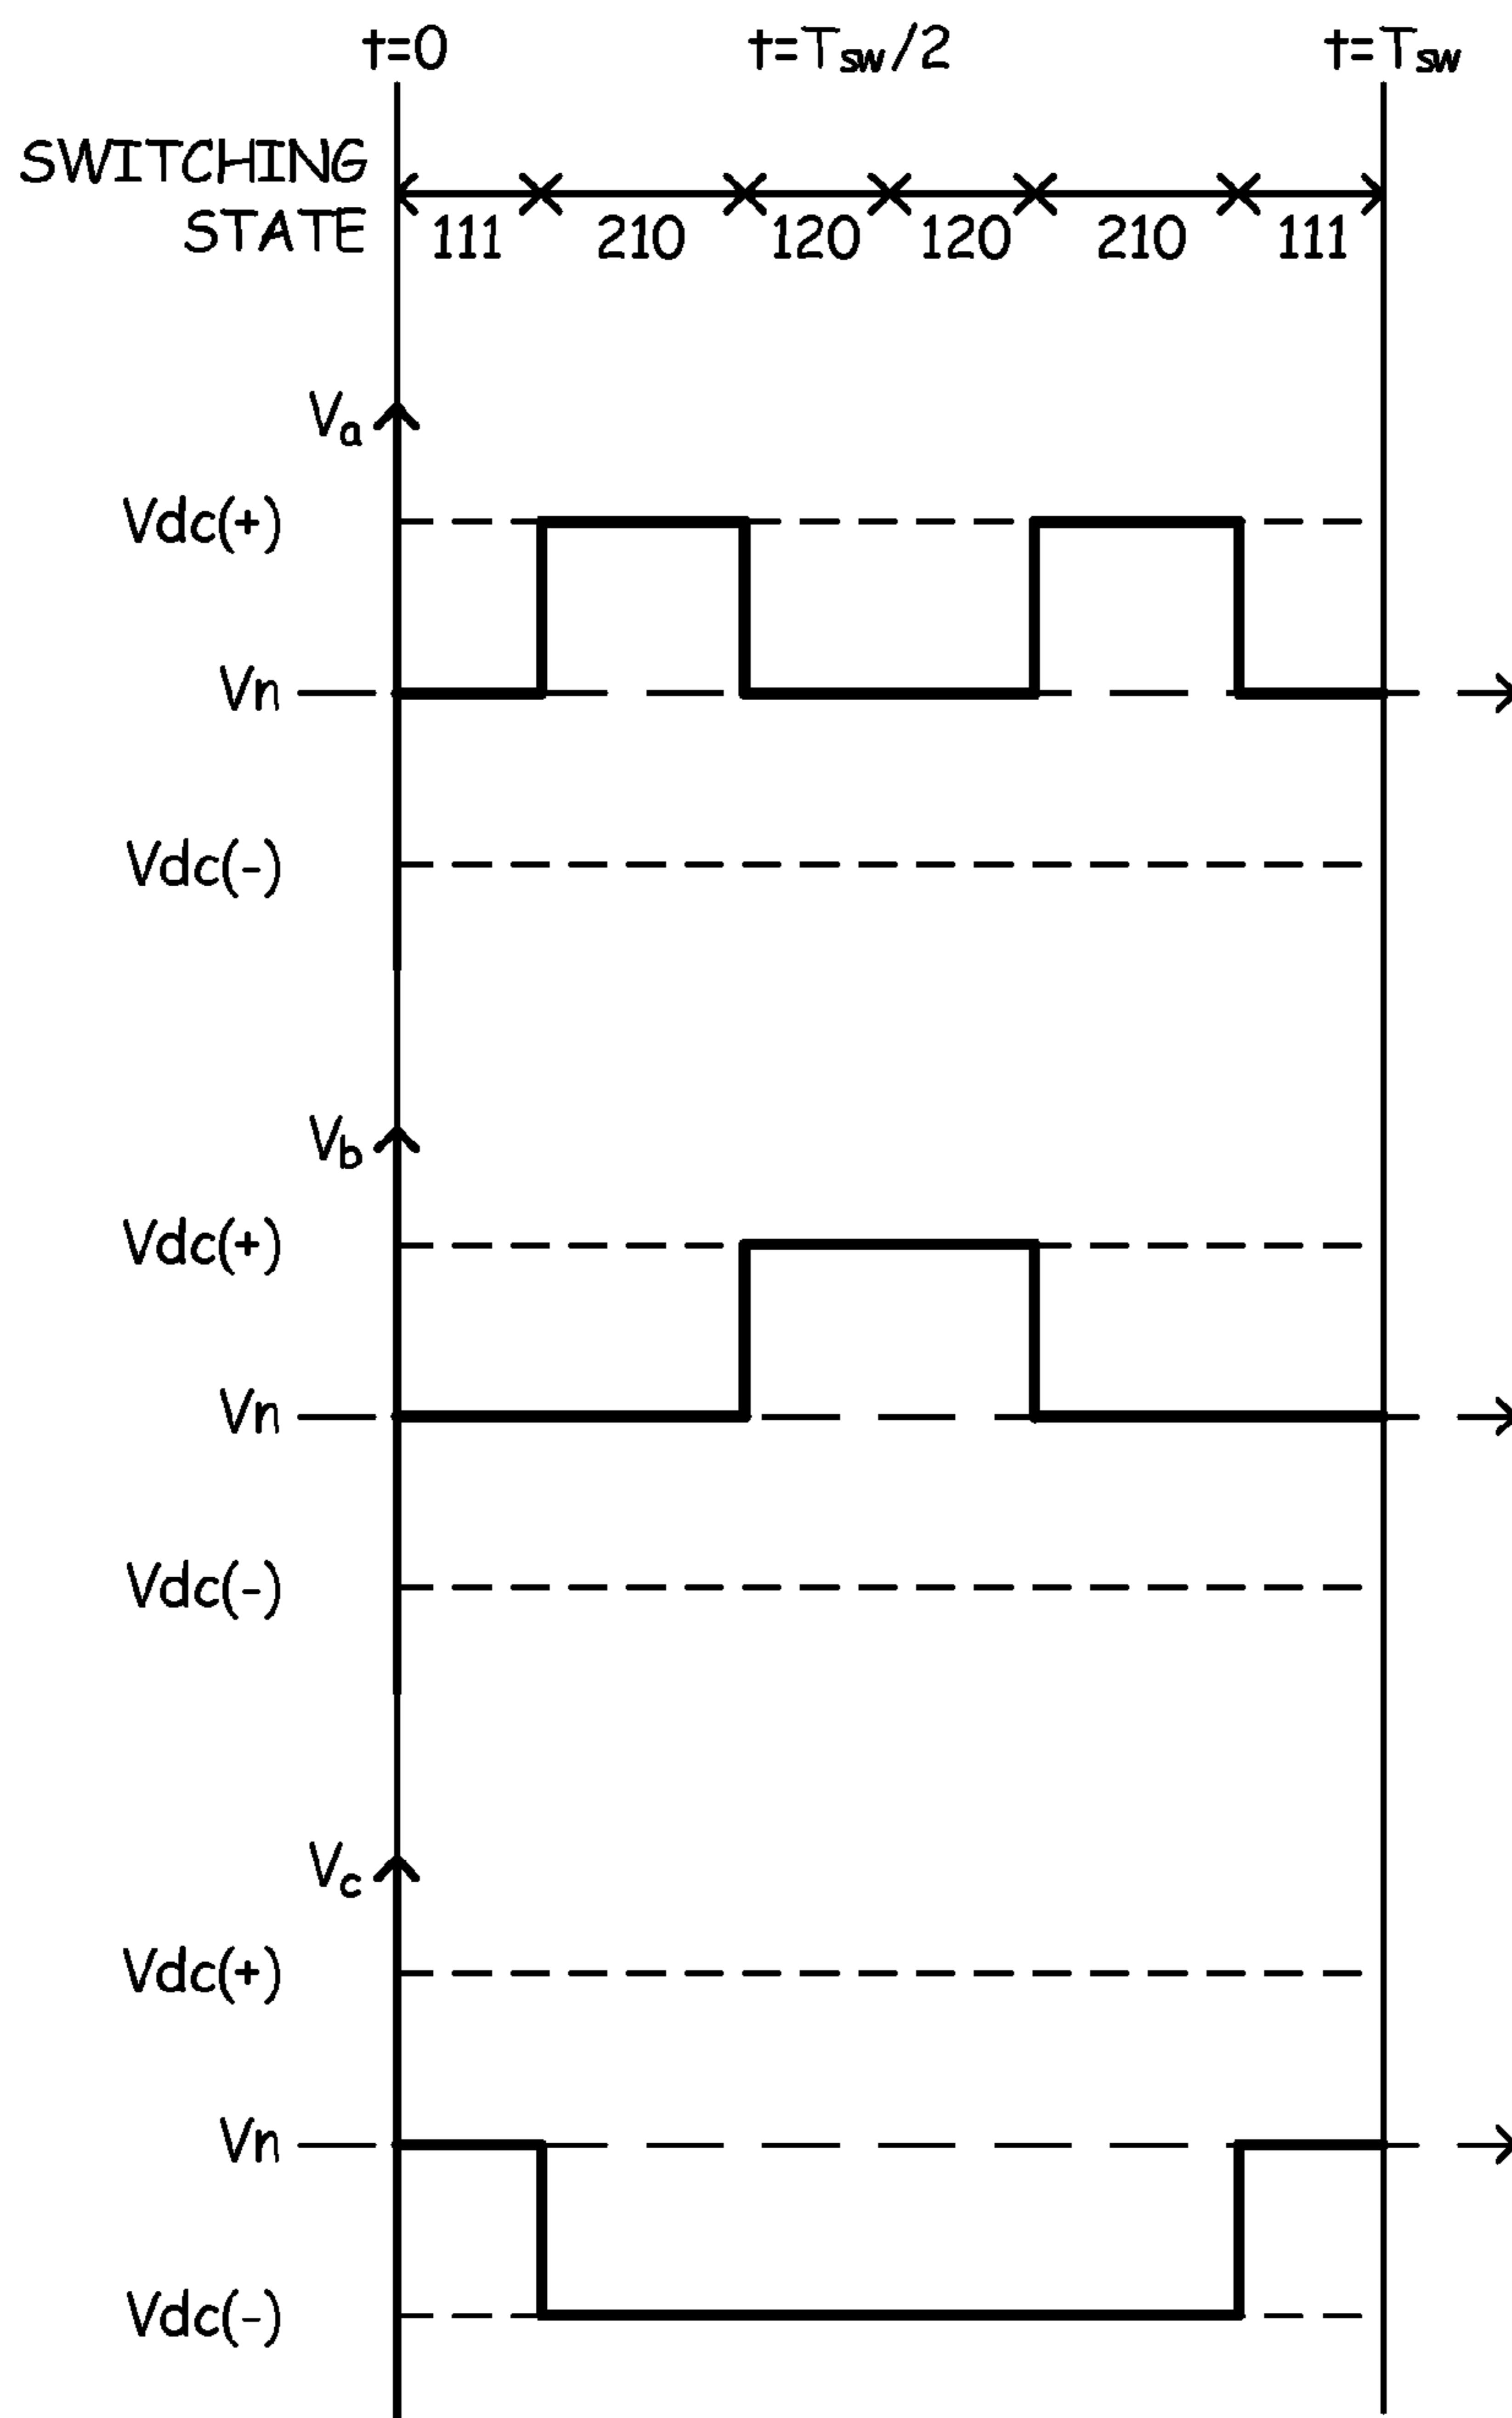 t=0 t=Tsw/2 t=Tsw
SWITCHING
STATE
111 210 120 120 210 111
Va
Vdc(+)
Vn
Vdc(-)
Vb
Vdc(+)
Vn
Vdc(-)
Vc
Vdc(+)
Vn
Vdc(-)